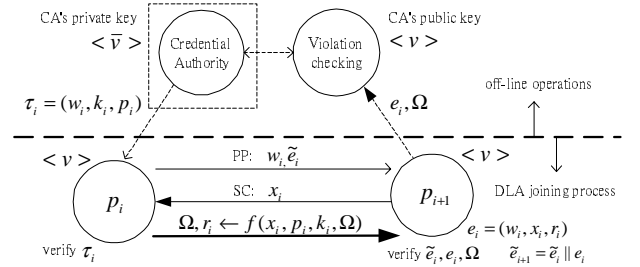 CA's private key
CA's public key
< v̅ >
Credential Authority
Violation checking
< v >
τᵢ = (wᵢ, kᵢ, pᵢ)
eᵢ, Ω
off-line operations
< v >
PP: wᵢ, ẽᵢ
< v >
SC: xᵢ
DLA joining process
pᵢ
pᵢ₊₁
Ω, rᵢ ← f(xᵢ, pᵢ, kᵢ, Ω)
eᵢ = (wᵢ, xᵢ, rᵢ)
verify τᵢ
verify ẽᵢ, eᵢ, Ω
ẽᵢ₊₁ = ẽᵢ || eᵢ